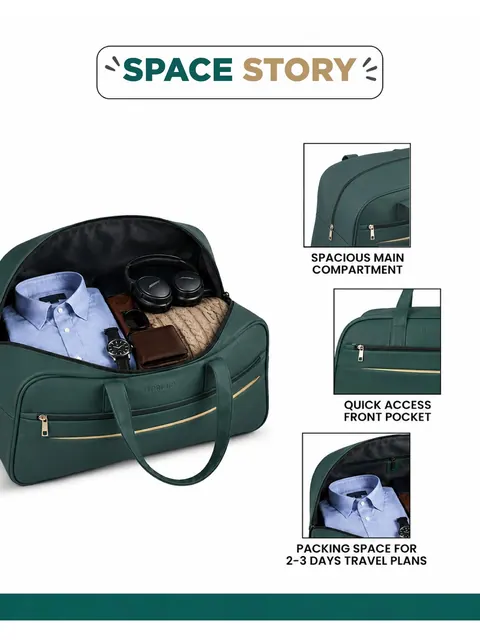 SPACE STORY
SPACIOUS MAIN
COMPARTMENT
QUICK ACCESS
FRONT POCKET
PACKING SPACE FOR
2-3 DAYS TRAVEL PLANS